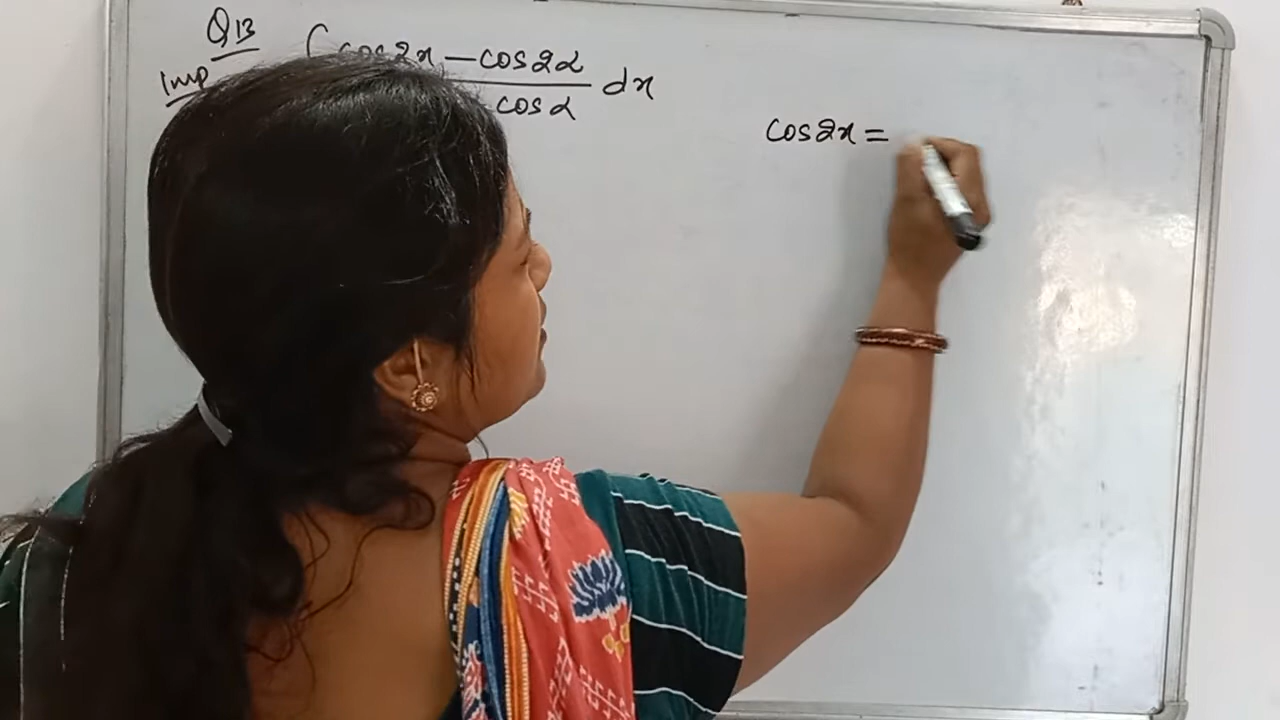 Q13
Imp ∫ cos2x - cos2α dx
cosα
cos2x =